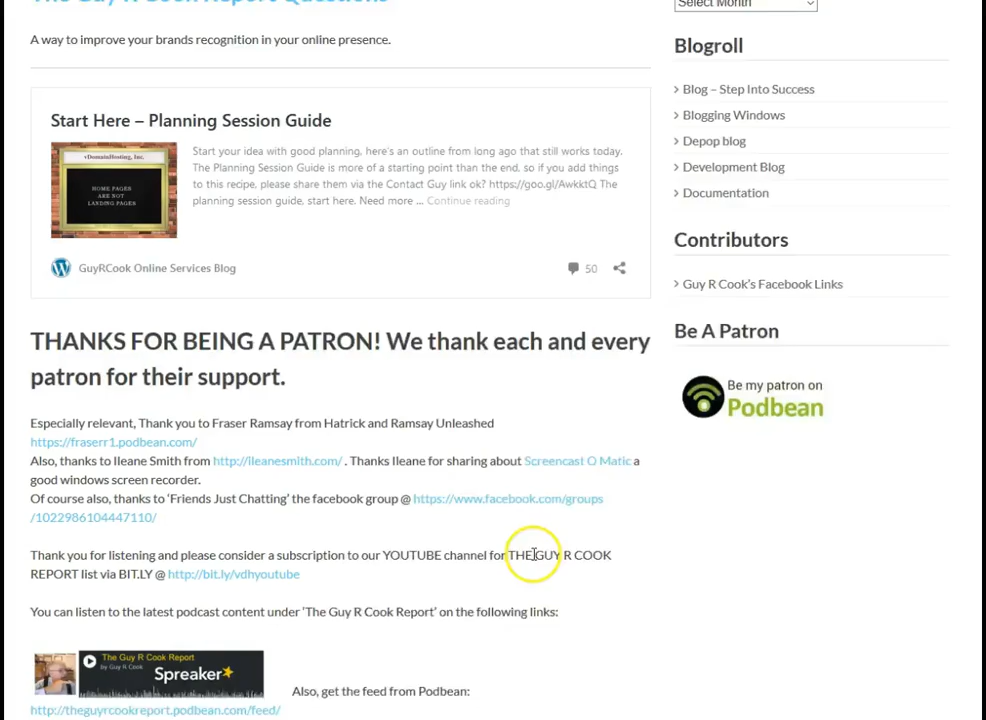 The Guy R Cook Report Questions
A way to improve your brands recognition in your online presence.
Start Here – Planning Session Guide
vDomainHosting, Inc.
HOME PAGES
ARE NOT
LANDING PAGES
Start your idea with good planning, here's an outline from long ago that still works today.
The Planning Session Guide is more of a starting point than the end, so if you add things
to this recipe, please share them via the Contact Guy link ok? https://goo.gl/AwkktQ The
planning session guide, start here. Need more ... Continue reading
GuyRCook Online Services Blog
50
THANKS FOR BEING A PATRON! We thank each and every
patron for their support.
Especially relevant, Thank you to Fraser Ramsay from Hatrick and Ramsay Unleashed
https://fraserr1.podbean.com/
Also, thanks to Ileane Smith from http://ileanesmith.com/ . Thanks Ileane for sharing about Screencast O Matic a
good windows screen recorder.
Of course also, thanks to 'Friends Just Chatting' the facebook group @ https://www.facebook.com/groups
/1022986104447110/
Thank you for listening and please consider a subscription to our YOUTUBE channel for THE GUY R COOK
REPORT list via BIT.LY @ http://bit.ly/vdhyoutube
You can listen to the latest podcast content under 'The Guy R Cook Report' on the following links:
The Guy R Cook Report
by Guy R Cook
Spreaker
Also, get the feed from Podbean:
http://theguyrcookreport.podbean.com/feed/
Select Month
Blogroll
Blog – Step Into Success
Blogging Windows
Depop blog
Development Blog
Documentation
Contributors
Guy R Cook's Facebook Links
Be A Patron
Be my patron on
Podbean